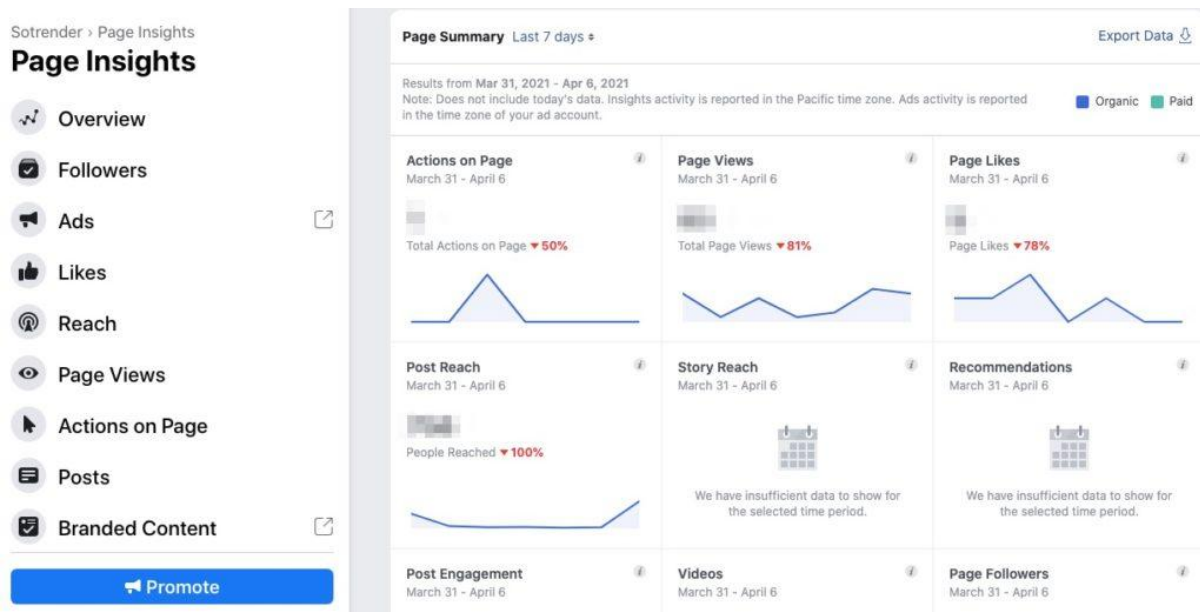 Sotrender › Page Insights
Page Insights
Overview
Followers
Ads
Likes
Reach
Page Views
Actions on Page
Posts
Branded Content
Promote
Page Summary Last 7 days
Export Data
Results from Mar 31, 2021 - Apr 6, 2021
Note: Does not include today's data. Insights activity is reported in the Pacific time zone. Ads activity is reported
in the time zone of your ad account.
Organic Paid
Actions on Page
March 31 - April 6
Total Actions on Page ▼ 50%
Page Views
March 31 - April 6
Total Page Views ▼ 81%
Page Likes
March 31 - April 6
Page Likes ▼ 78%
Post Reach
March 31 - April 6
People Reached ▼ 100%
Story Reach
March 31 - April 6
We have insufficient data to show for
the selected time period.
Recommendations
March 31 - April 6
We have insufficient data to show for
the selected time period.
Post Engagement
March 31 - April 6
Videos
March 31 - April 6
Page Followers
March 31 - April 6